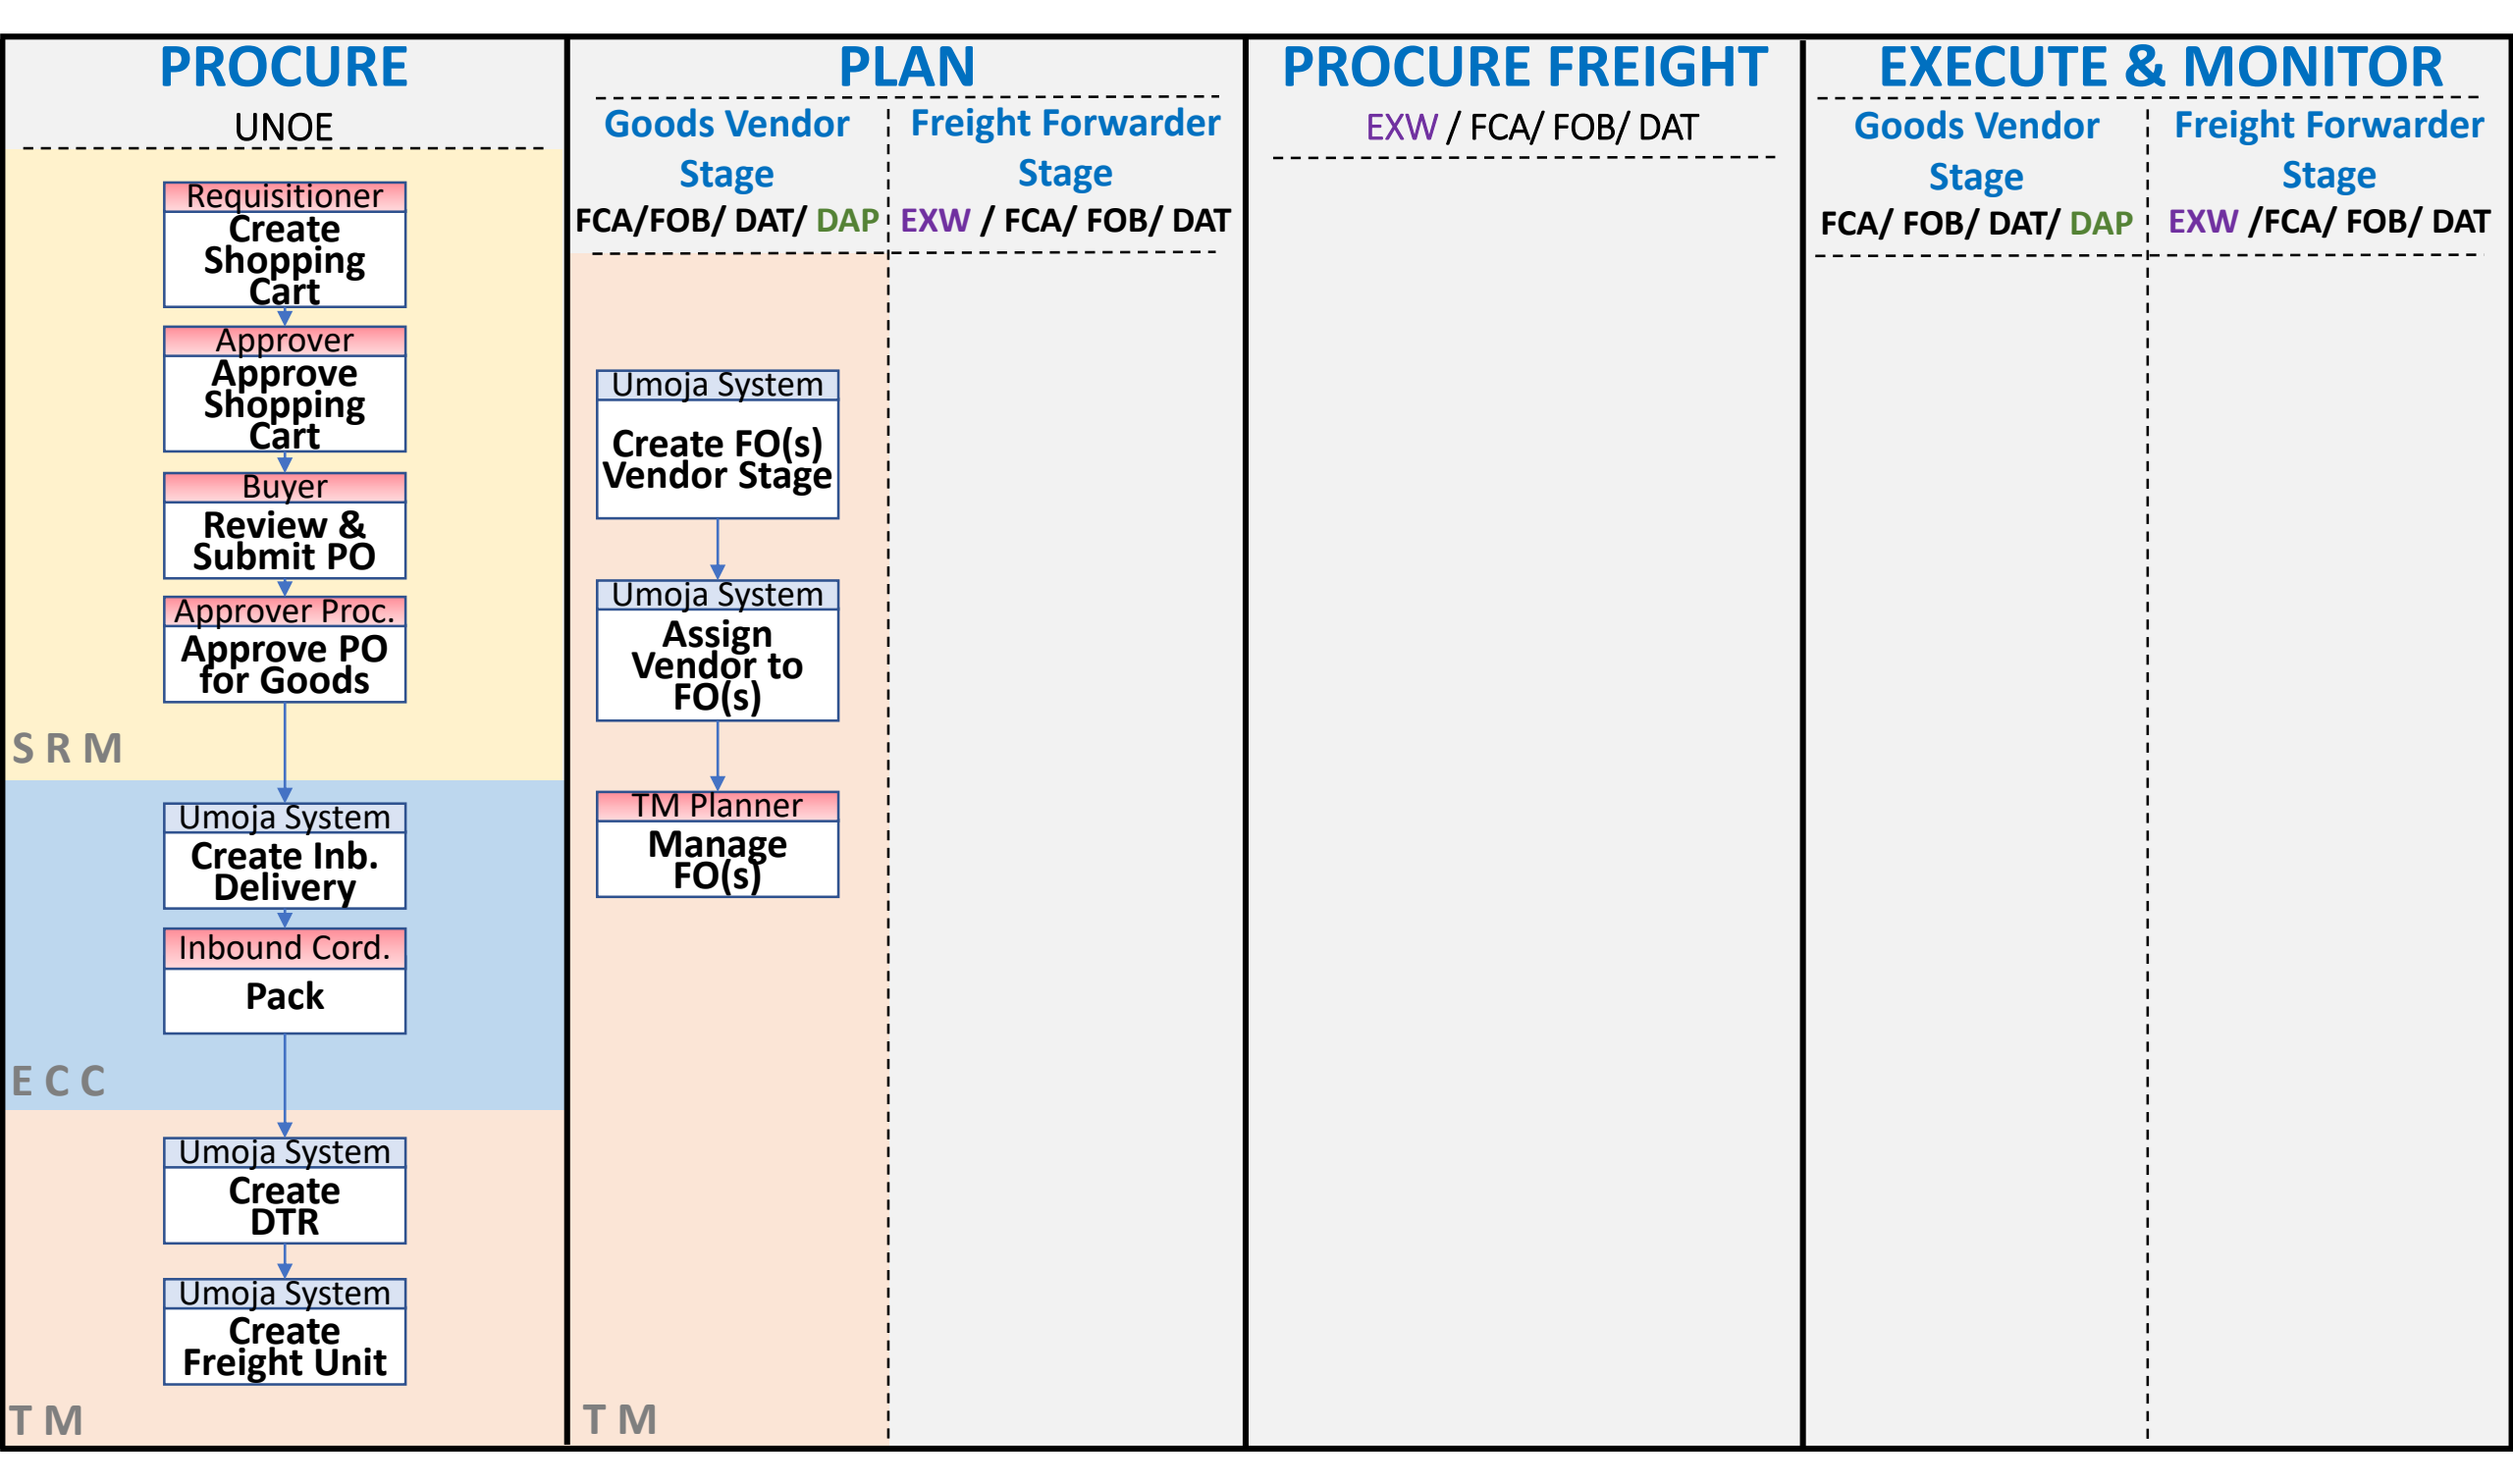 PROCURE
UNOE
Requisitioner
Create
Shopping
Cart
Approver
Approve
Shopping
Cart
Buyer
Review &
Submit PO
Approver Proc.
Approve PO
for Goods
S R M
Umoja System
Create Inb.
Delivery
Inbound Cord.
Pack
E C C
Umoja System
Create
DTR
Umoja System
Create
Freight Unit
T M
PLAN
Goods Vendor
Stage
FCA/FOB/ DAT/ DAP
Umoja System
Create FO(s)
Vendor Stage
Umoja System
Assign
Vendor to
FO(s)
TM Planner
Manage
FO(s)
T M
Freight Forwarder
Stage
EXW / FCA/ FOB/ DAT
PROCURE FREIGHT
EXW / FCA/ FOB/ DAT
EXECUTE & MONITOR
Goods Vendor
Stage
FCA/ FOB/ DAT/ DAP
Freight Forwarder
Stage
EXW /FCA/ FOB/ DAT